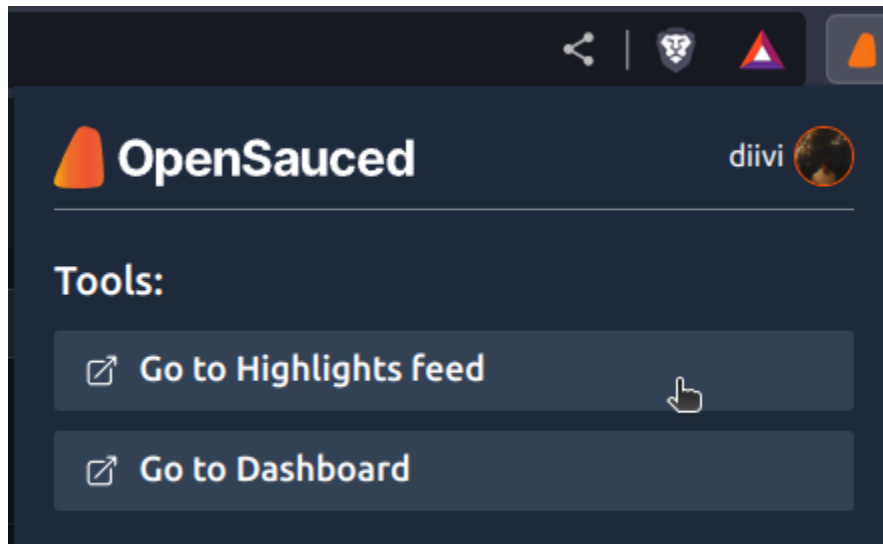 OpenSauced
diivi
Tools:
Go to Highlights feed
Go to Dashboard